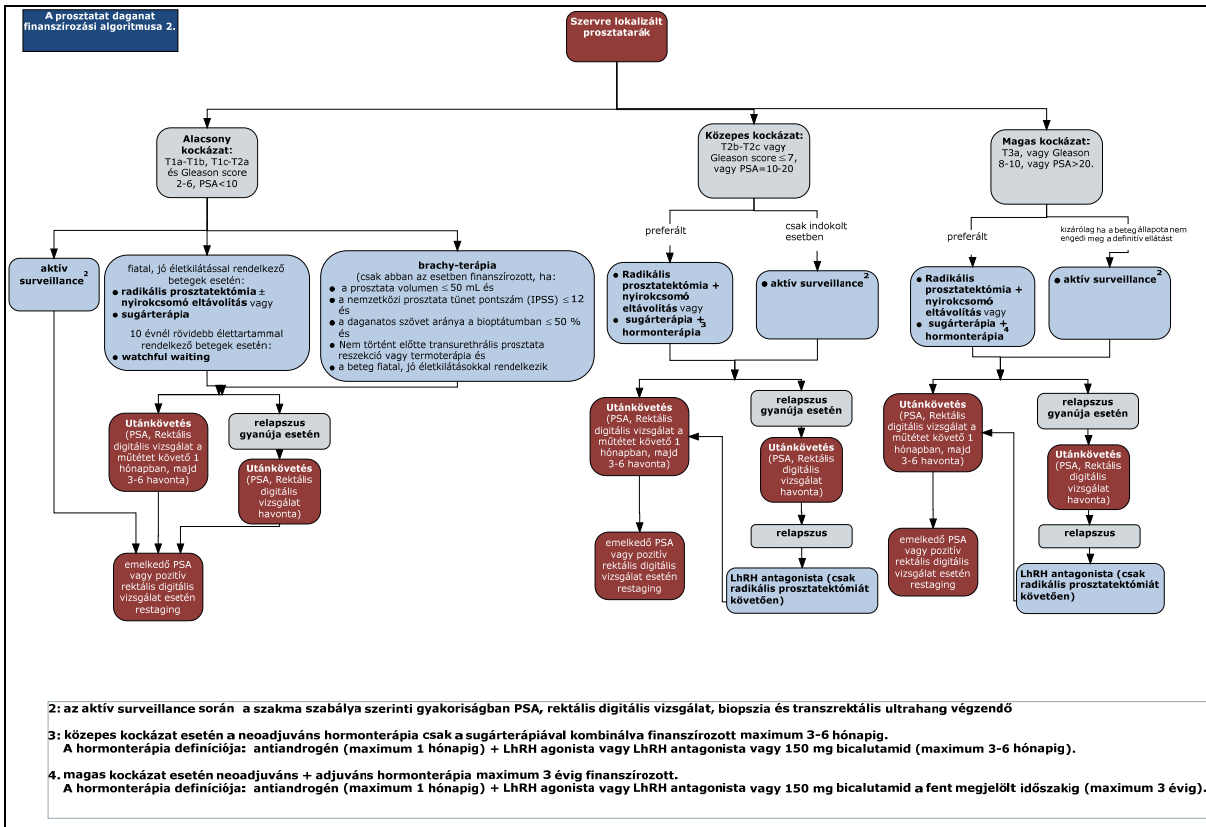 A prosztatat daganat
finanszírozási algoritmusa 2.
Szervre lokalizált
prosztatarák
Alacsony
kockázat:
T1a-T1b, T1c-T2a
és Gleason score
2-6, PSA<10
Közepes kockázat:
T2b-T2c vagy
Gleason score ≤ 7,
vagy PSA=10-20
Magas kockázat:
T3a, vagy Gleason
8-10, vagy PSA>20.
preferált
csak indokolt
esetben
preferált
kizárólag ha a beteg állapota nem
engedi meg a definitív ellátást
aktív
surveillance 2
fiatal, jó életkilátással rendelkező
betegek esetén:
● radikális prosztatektómia ±
nyirokcsomó eltávolítás vagy
● sugárterápia
10 évnél rövidebb élettartammal
rendelkező betegek esetén:
● watchful waiting
brachy-terápia
(csak abban az esetben finanszírozott, ha:
● a prosztata volumen ≤ 50 mL és
● a nemzetközi prosztata tünet pontszám (IPSS) ≤ 12
és
● a daganatos szövet aránya a bioptátumban ≤ 50 %
és
● Nem történt előtte transurethrális prosztata
reszekció vagy termoterápia és
● a beteg fiatal, jó életkilátásokkal rendelkezik
● Radikális
prosztatektómia +
nyirokcsomó
eltávolítás vagy
● sugárterápia +
hormonterápia 3
● aktív surveillance 2
● Radikális
prosztatektómia +
nyirokcsomó
eltávolítás vagy
● sugárterápia +
hormonterápia 4
● aktív surveillance 2
Utánkövetés
(PSA, Rektális
digitális vizsgálat a
műtétet követő 1
hónapban, majd
3-6 havonta)
relapszus
gyanúja esetén
Utánkövetés
(PSA, Rektális
digitális
vizsgálat
havonta)
emelkedő PSA
vagy pozitív
rektális digitális
vizsgálat esetén
restaging
Utánkövetés
(PSA, Rektális
digitális vizsgálat a
műtétet követő 1
hónapban, majd
3-6 havonta)
relapszus
gyanúja esetén
Utánkövetés
(PSA, Rektális
digitális
vizsgálat
havonta)
relapszus
emelkedő PSA
vagy pozitív
rektális digitális
vizsgálat esetén
restaging
LhRH antagonista (csak
radikális prosztatektómiát
követően)
Utánkövetés
(PSA, Rektális
digitális vizsgálat a
műtétet követő 1
hónapban, majd
3-6 havonta)
relapszus
gyanúja esetén
Utánkövetés
(PSA, Rektális
digitális
vizsgálat
havonta)
relapszus
emelkedő PSA
vagy pozitív
rektális digitális
vizsgálat esetén
restaging
LhRH antagonista (csak
radikális prosztatektómiát
követően)
2: az aktív surveillance során a szakma szabálya szerinti gyakoriságban PSA, rektális digitális vizsgálat, biopszia és transzrektális ultrahang végzendő
3: közepes kockázat esetén a neoadjuváns hormonterápia csak a sugárterápiával kombinálva finanszírozott maximum 3-6 hónapig.
A hormonterápia definíciója: antiandrogén (maximum 1 hónapig) + LhRH agonista vagy LhRH antagonista vagy 150 mg bicalutamid (maximum 3-6 hónapig).
4. magas kockázat esetén neoadjuváns + adjuváns hormonterápia maximum 3 évig finanszírozott.
A hormonterápia definíciója: antiandrogén (maximum 1 hónapig) + LhRH agonista vagy LhRH antagonista vagy 150 mg bicalutamid a fent megjelölt időszakig (maximum 3 évig).